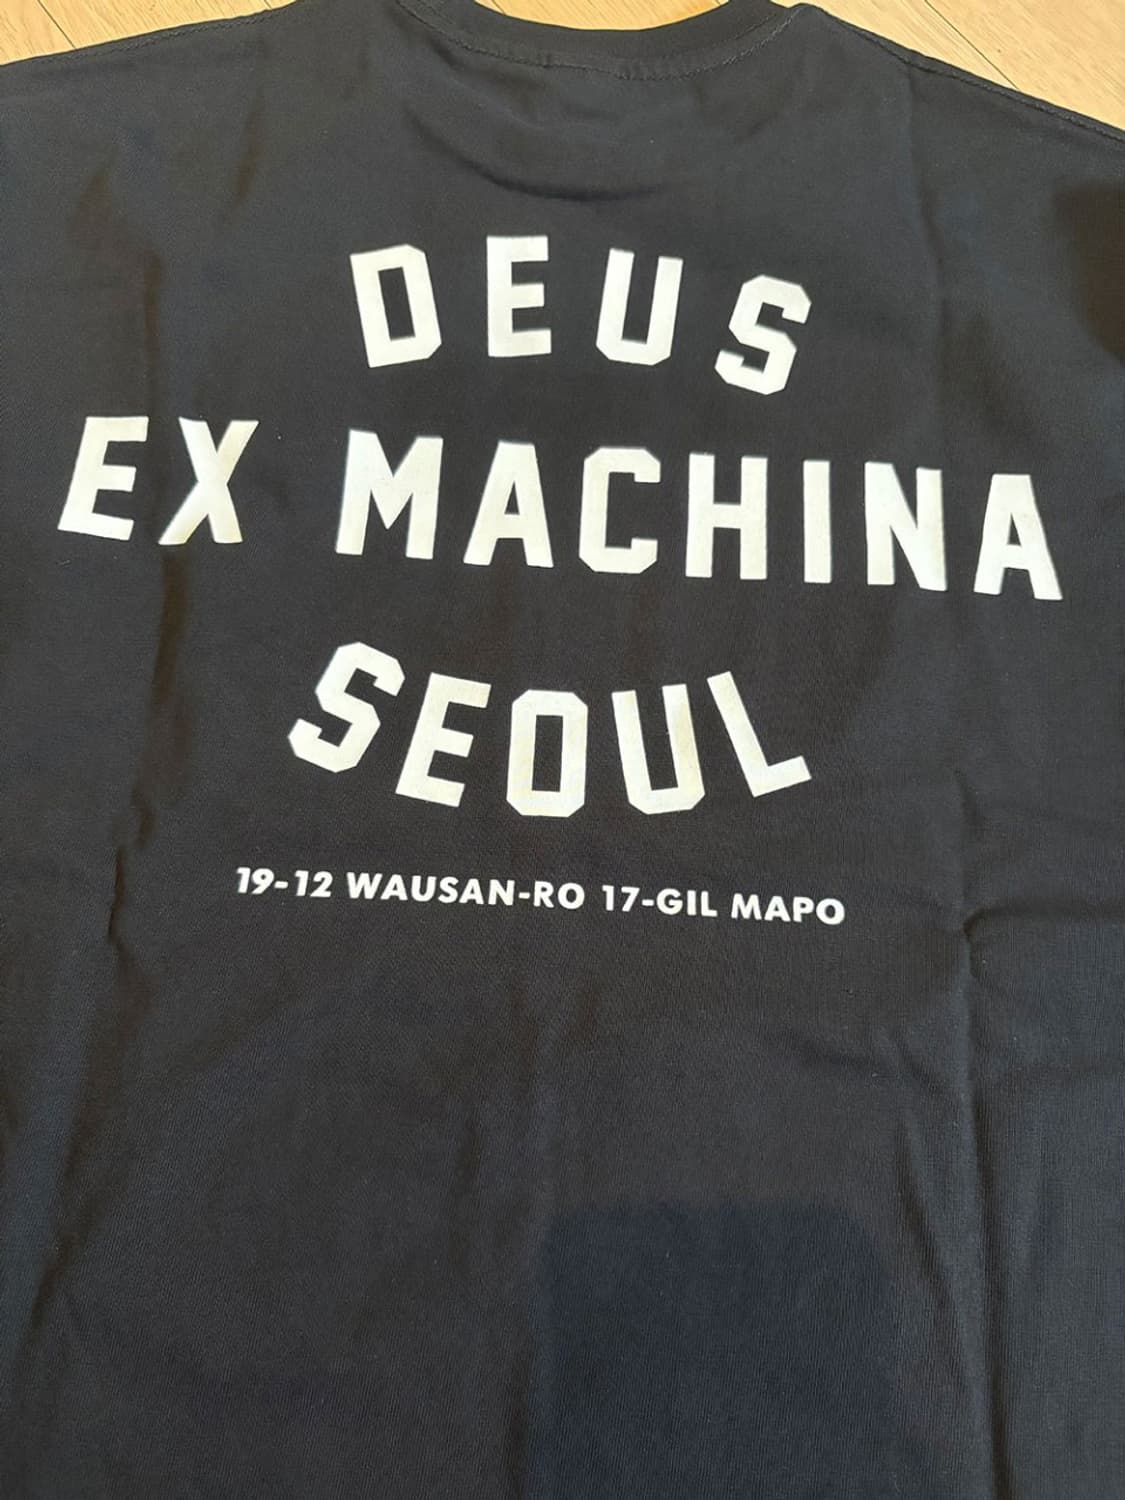 DEUS
EX MACHINA
SEOUL
19-12 WAUSAN-RO 17-GIL MAPO